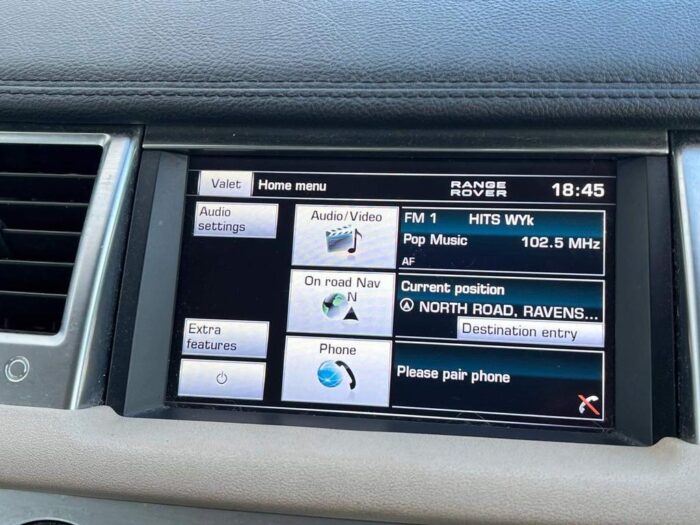 Valet
Home menu
RANGE
ROVER
18:45
Audio
settings
Audio/Video
FM 1
HITS WYk
Pop Music
102.5 MHz
AF
On road Nav
N
Current position
NORTH ROAD, RAVENS...
Destination entry
Extra
features
Phone
Please pair phone